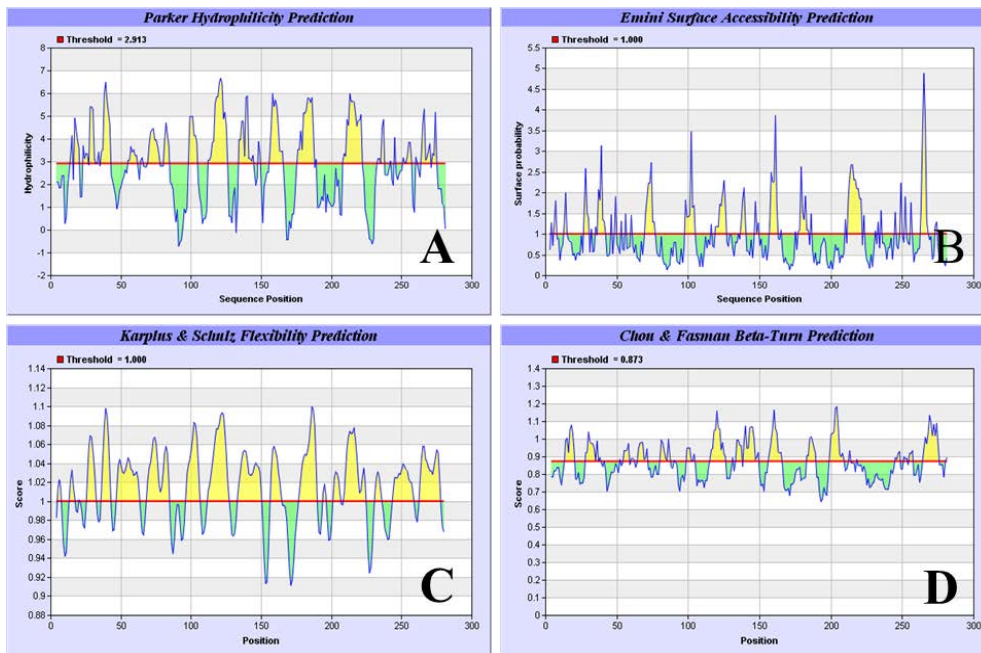 Parker Hydrophilicity Prediction
Threshold = 2.913
8
7
6
5
4
3
2
1
0
-1
-2
Hydrophilicity
0 50 100 150 200 250 300
Sequence Position
A
Emini Surface Accessibility Prediction
Threshold = 1.000
5.5
5
4.5
4
3.5
3
2.5
2
1.5
1
0.5
0
Surface probability
0 50 100 150 200 250 300
Sequence Position
B
Karplus & Schulz Flexibility Prediction
Threshold = 1.000
1.14
1.12
1.1
1.08
1.06
1.04
1.02
1
0.98
0.96
0.94
0.92
0.9
0.88
Score
0 50 100 150 200 250 300
Position
C
Chou & Fasman Beta-Turn Prediction
Threshold = 0.873
1.4
1.3
1.2
1.1
1
0.9
0.8
0.7
0.6
0.5
0.4
0.3
0.2
0.1
0
Score
0 50 100 150 200 250 300
Position
D